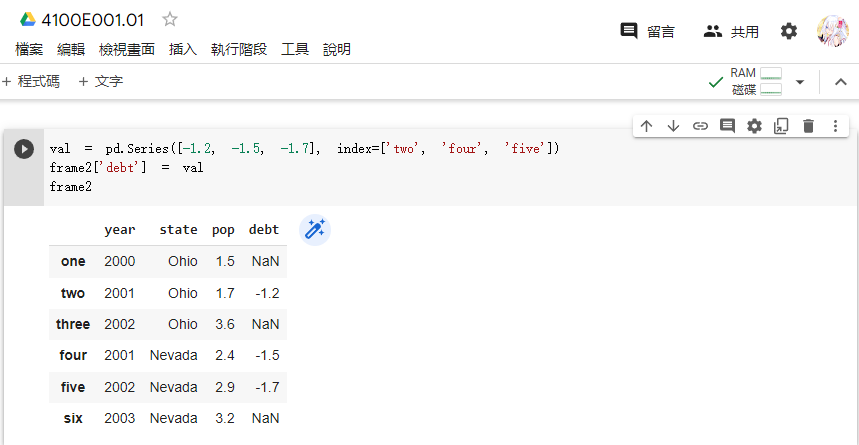 4100E001.01
留言
共用
檔案 編輯 檢視畫面 插入 執行階段 工具 說明
+ 程式碼 + 文字
RAM
磁碟
val = pd.Series([-1.2, -1.5, -1.7], index=['two', 'four', 'five'])
frame2['debt'] = val
frame2
year state pop debt
one 2000 Ohio 1.5 NaN
two 2001 Ohio 1.7 -1.2
three 2002 Ohio 3.6 NaN
four 2001 Nevada 2.4 -1.5
five 2002 Nevada 2.9 -1.7
six 2003 Nevada 3.2 NaN